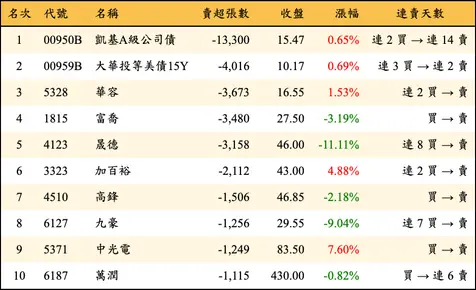 名次 代號 名稱 賣超張數 收盤 漲幅 連賣天數
1 00950B 凱基A級公司債 -13,300 15.47 0.65% 連 2 買 → 連 14 賣
2 00959B 大華投等美債15Y -4,016 10.17 0.69% 連 3 買 → 連 2 賣
3 5328 華容 -3,673 16.55 1.53% 連 2 買 → 賣
4 1815 富喬 -3,480 27.50 -3.19% 買 → 賣
5 4123 晟德 -3,158 46.00 -11.11% 連 8 買 → 賣
6 3323 加百裕 -2,112 43.00 4.88% 連 2 買 → 賣
7 4510 高鋒 -1,506 46.85 -2.18% 買 → 賣
8 6127 九豪 -1,256 29.55 -9.04% 連 7 買 → 賣
9 5371 中光電 -1,249 83.50 7.60% 買 → 賣
10 6187 萬潤 -1,115 430.00 -0.82% 買 → 連 6 賣